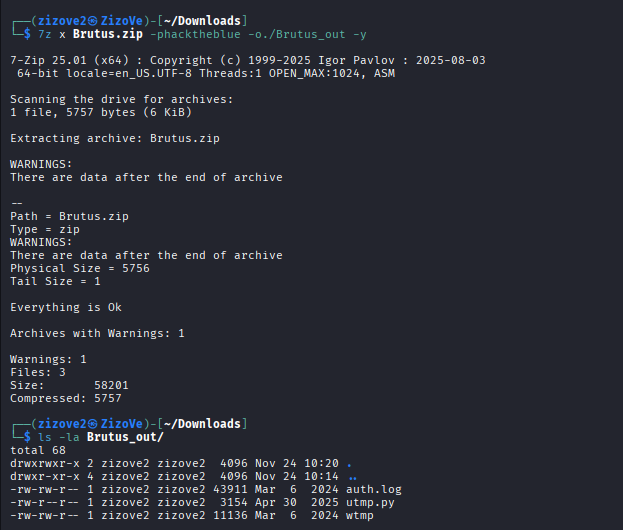 ┌──(zizove2㉿ZizoVe)-[~/Downloads]
└─$ 7z x Brutus.zip -phacktheblue -o./Brutus_out -y

7-Zip 25.01 (x64) : Copyright (c) 1999-2025 Igor Pavlov : 2025-08-03
 64-bit locale=en_US.UTF-8 Threads:1 OPEN_MAX:1024, ASM

Scanning the drive for archives:
1 file, 5757 bytes (6 KiB)

Extracting archive: Brutus.zip

WARNINGS:
There are data after the end of archive

--
Path = Brutus.zip
Type = zip
WARNINGS:
There are data after the end of archive
Physical Size = 5756
Tail Size = 1

Everything is Ok

Archives with Warnings: 1

Warnings: 1
Files: 3
Size:       58201
Compressed: 5757

┌──(zizove2㉿ZizoVe)-[~/Downloads]
└─$ ls -la Brutus_out/
total 68
drwxrwxr-x 2 zizove2 zizove2  4096 Nov 24 10:20 .
drwxr-xr-x 4 zizove2 zizove2  4096 Nov 24 10:14 ..
-rw-rw-r-- 1 zizove2 zizove2 43911 Mar  6  2024 auth.log
-rw-r--r-- 1 zizove2 zizove2  3154 Apr 30  2025 utmp.py
-rw-rw-r-- 1 zizove2 zizove2 11136 Mar  6  2024 wtmp